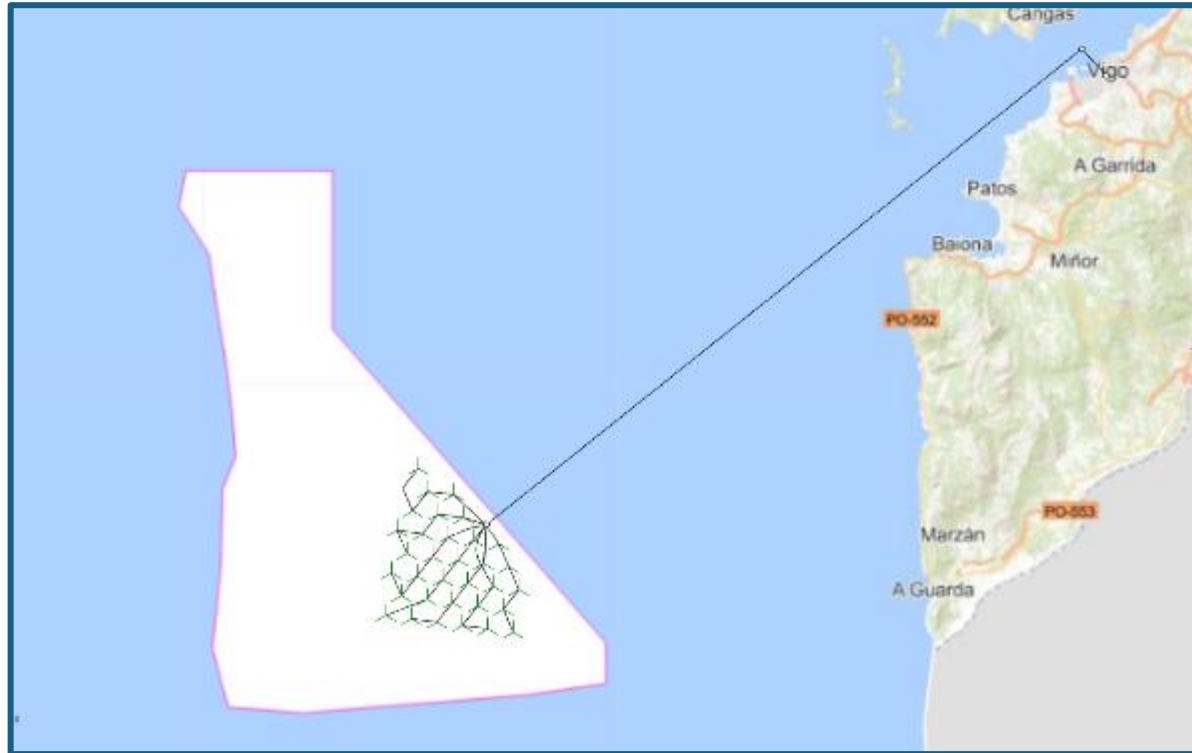 Cangas
Vigo
A Garrida
Patos
Baiona
Miñor
PO-552
PO-553
Marzán
A Guarda